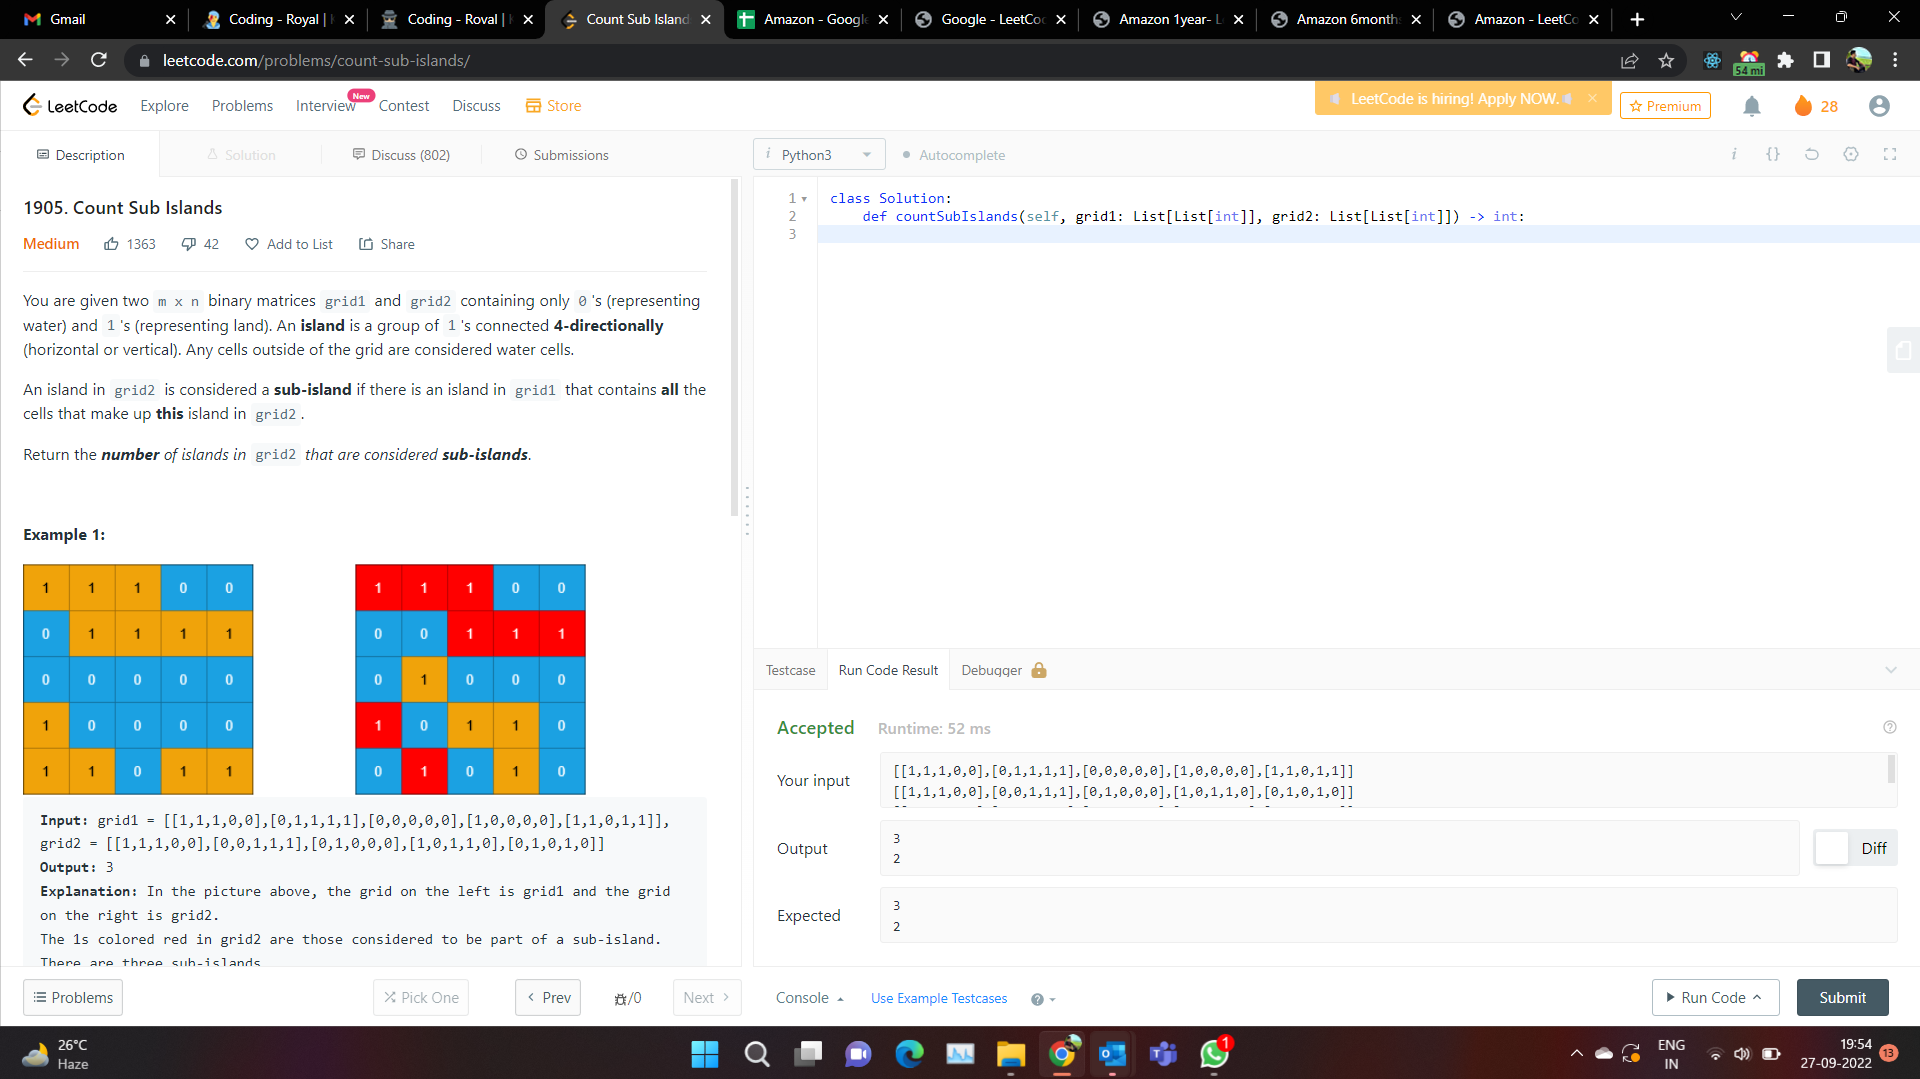 Gmail
Coding - Royal |
Coding - Royal |
Count Sub Island
Amazon - Google
Google - LeetCo
Amazon 1year- L
Amazon 6month
Amazon - LeetCo
leetcode.com/problems/count-sub-islands/
54 mi
LeetCode
Explore
Problems
Interview
New
Contest
Discuss
Store
LeetCode is hiring! Apply NOW.
Premium
28
Description
Solution
Discuss (802)
Submissions
i Python3
Autocomplete
1905. Count Sub Islands
Medium 1363 42 Add to List Share
You are given two m x n binary matrices grid1 and grid2 containing only 0 's (representing
water) and 1 's (representing land). An island is a group of 1 's connected 4-directionally
(horizontal or vertical). Any cells outside of the grid are considered water cells.
An island in grid2 is considered a sub-island if there is an island in grid1 that contains all the
cells that make up this island in grid2 .
Return the number of islands in grid2 that are considered sub-islands.
Example 1:
1 1 1 0 0
0 1 1 1 1
0 0 0 0 0
1 0 0 0 0
1 1 0 1 1
1 1 1 0 0
0 0 1 1 1
0 1 0 0 0
1 0 1 1 0
0 1 0 1 0
Input: grid1 = [[1,1,1,0,0],[0,1,1,1,1],[0,0,0,0,0],[1,0,0,0,0],[1,1,0,1,1]],
grid2 = [[1,1,1,0,0],[0,0,1,1,1],[0,1,0,0,0],[1,0,1,1,0],[0,1,0,1,0]]
Output: 3
Explanation: In the picture above, the grid on the left is grid1 and the grid
on the right is grid2.
The 1s colored red in grid2 are those considered to be part of a sub-island.
There are three sub-islands
1 class Solution:
2 def countSubIslands(self, grid1: List[List[int]], grid2: List[List[int]]) -> int:
3
Testcase
Run Code Result
Debugger
Accepted Runtime: 52 ms
Your input
[[1,1,1,0,0],[0,1,1,1,1],[0,0,0,0,0],[1,0,0,0,0],[1,1,0,1,1]]
[[1,1,1,0,0],[0,0,1,1,1],[0,1,0,0,0],[1,0,1,1,0],[0,1,0,1,0]]
Output
3
2
Diff
Expected
3
2
Problems
Pick One
Prev
/0
Next
Console
Use Example Testcases
Run Code
Submit
26°C
Haze
1
ENG
IN
19:54
27-09-2022
13